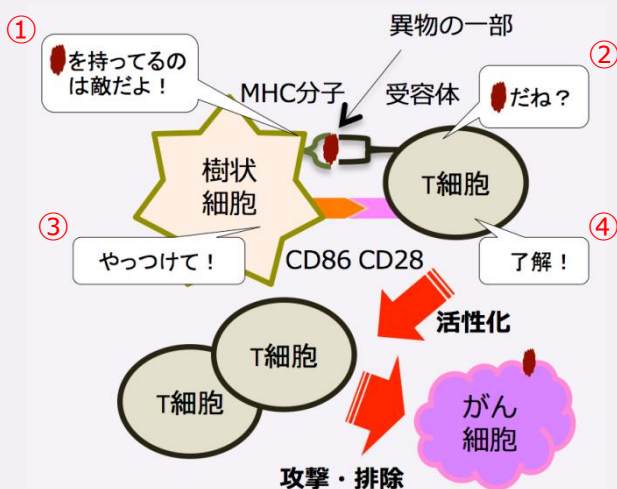 ①
異物の一部
②
を持ってるの
は敵だよ！
MHC分子
受容体
だね？
樹状
細胞
T細胞
③
④
やっつけて！
CD86 CD28
了解！
活性化
T細胞
T細胞
がん
細胞
攻撃・排除